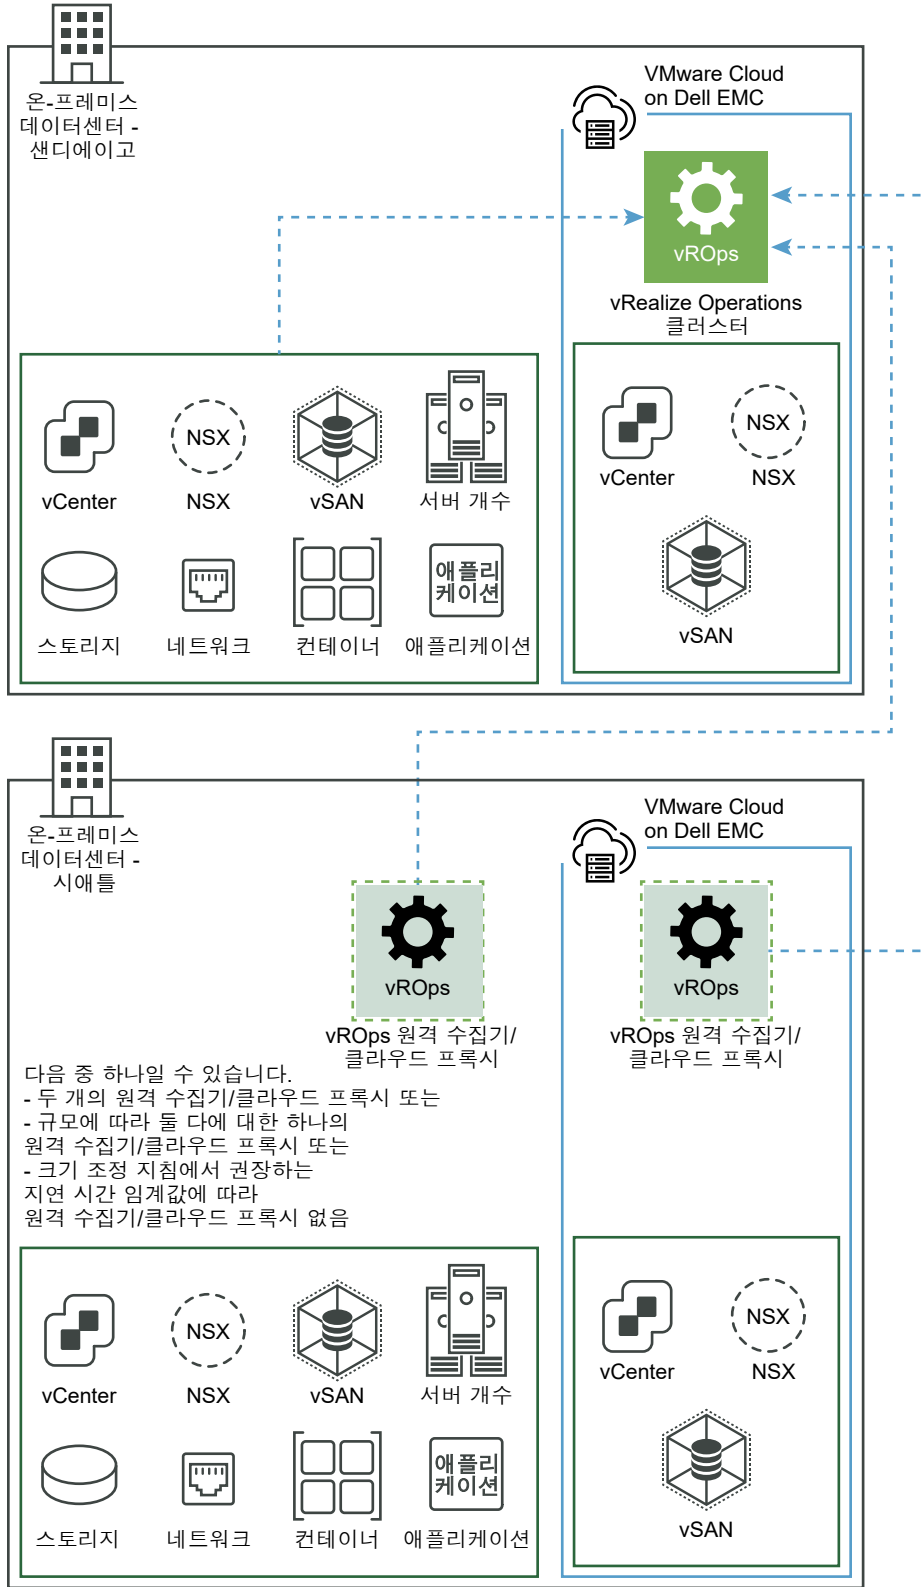 온-프레미스
데이터센터 -
샌디에이고
VMware Cloud
on Dell EMC
vROps
vRealize Operations
클러스터
NSX
vCenter
NSX
vSAN
서버 개수
애플리
케이션
스토리지
네트워크
컨테이너
애플리케이션
NSX
vCenter
NSX
vSAN
온-프레미스
데이터센터 -
시애틀
VMware Cloud
on Dell EMC
vROps
vROps 원격 수집기/
클라우드 프록시
vROps
vROps 원격 수집기/
클라우드 프록시
다음 중 하나일 수 있습니다.
- 두 개의 원격 수집기/클라우드 프록시 또는
- 규모에 따라 둘 다에 대한 하나의
원격 수집기/클라우드 프록시 또는
- 크기 조정 지침에서 권장하는
지연 시간 임계값에 따라
원격 수집기/클라우드 프록시 없음
NSX
vCenter
NSX
vSAN
서버 개수
애플리
케이션
스토리지
네트워크
컨테이너
애플리케이션
NSX
vCenter
NSX
vSAN